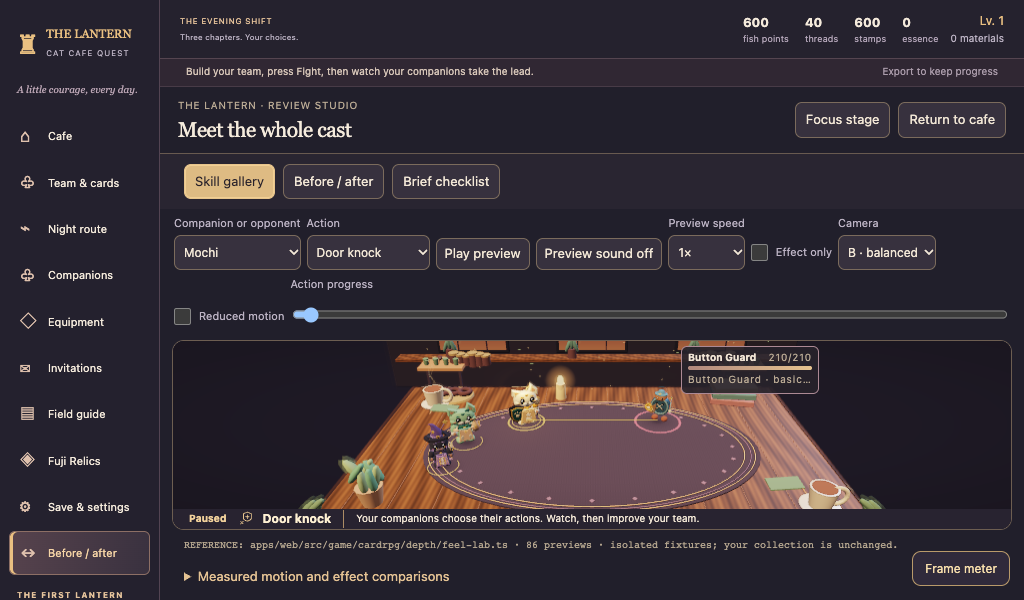 THE LANTERN
CAT CAFE QUEST
A little courage, every day.
Cafe
Team & cards
Night route
Companions
Equipment
Invitations
Field guide
Fuji Relics
Save & settings
Before / after
THE FIRST LANTERN
THE EVENING SHIFT
Three chapters. Your choices.
600 fish points
40 threads
600 stamps
0 essence
Lv. 1
0 materials
Build your team, press Fight, then watch your companions take the lead.
Export to keep progress
THE LANTERN · REVIEW STUDIO
Meet the whole cast
Focus stage
Return to cafe
Skill gallery
Before / after
Brief checklist
Companion or opponent
Mochi
Action
Door knock
Play preview
Preview sound off
Preview speed
1×
Effect only
Camera
B · balanced
Action progress
Reduced motion
Button Guard 210/210
Button Guard · basic…
Paused
Door knock
Your companions choose their actions. Watch, then improve your team.
REFERENCE: apps/web/src/game/cardrpg/depth/feel-lab.ts · 86 previews · isolated fixtures; your collection is unchanged.
Measured motion and effect comparisons
Frame meter